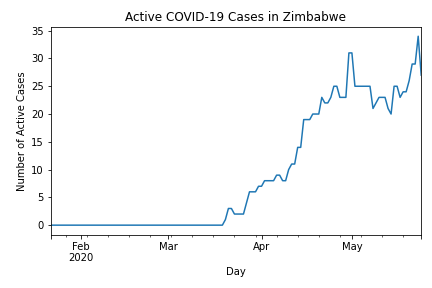 Active COVID-19 Cases in Zimbabwe
35
30
25
20
15
10
5
0
Number of Active Cases
Feb
2020
Mar
Apr
May
Day